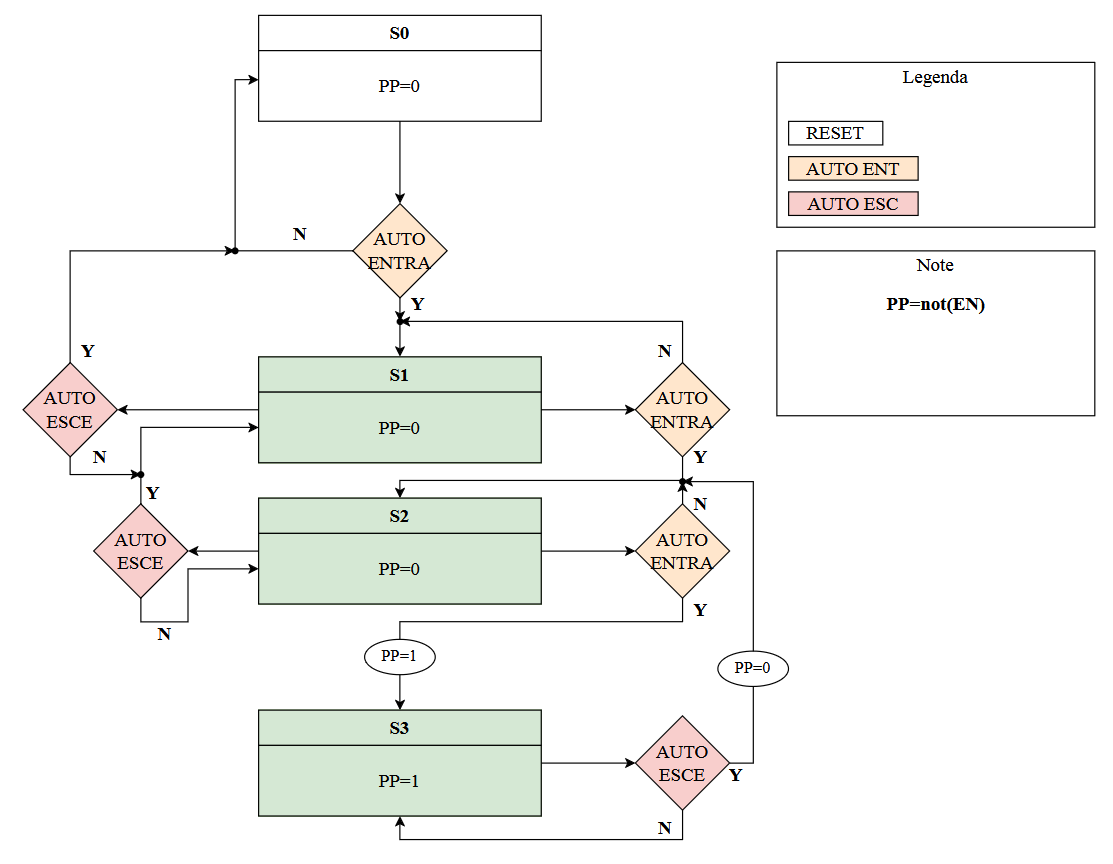 S0
PP=0
Legenda
RESET
AUTO ENT
AUTO ESC
N
AUTO
ENTRA
Y
Note
PP=not(EN)
Y
AUTO
ESCE
N
S1
PP=0
N
AUTO
ENTRA
Y
Y
AUTO
ESCE
N
S2
PP=0
N
AUTO
ENTRA
Y
PP=1
PP=0
S3
PP=1
AUTO
ESCE
Y
N